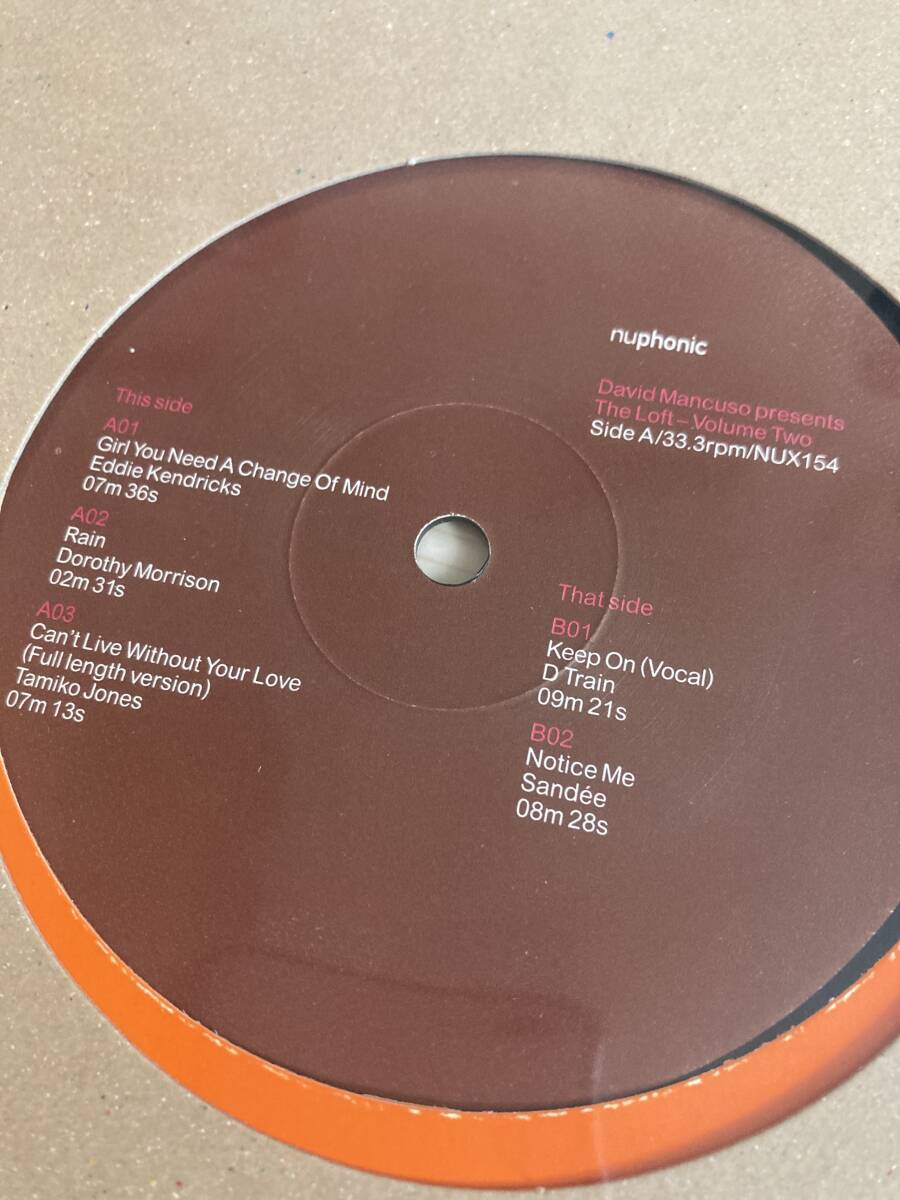 nuphonic
David Mancuso presents
The Loft – Volume Two
Side A/33.3rpm/NUX154
This side
A01
Girl You Need A Change Of Mind
Eddie Kendricks
07m 36s
A02
Rain
Dorothy Morrison
02m 31s
A03
Can't Live Without Your Love
(Full length version)
Tamiko Jones
07m 13s
That side
B01
Keep On (Vocal)
D Train
09m 21s
B02
Notice Me
Sandée
08m 28s